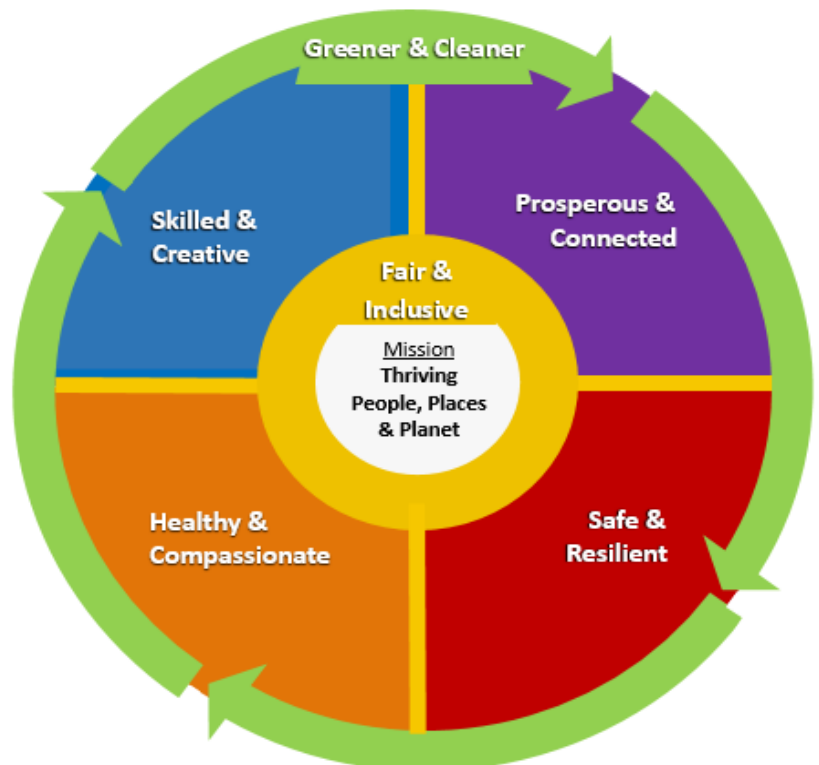 Greener & Cleaner
Skilled &
Creative
Prosperous &
Connected
Fair &
Inclusive
Mission
Thriving
People, Places
& Planet
Healthy &
Compassionate
Safe &
Resilient